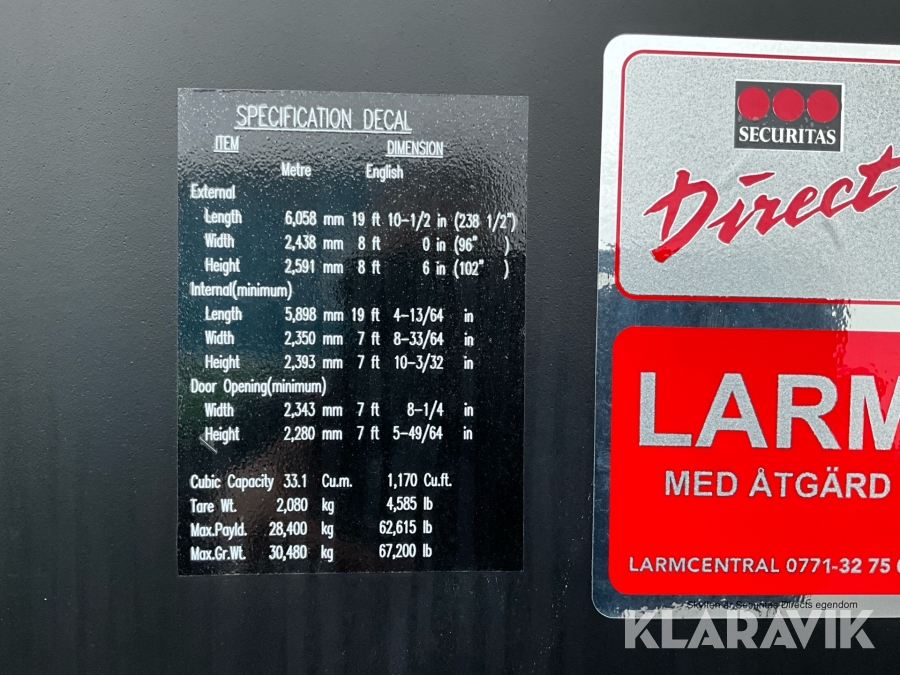 SPECIFICATION DECAL
ITEM DIMENSION
Metre English
External
Length 6,058 mm 19 ft 10-1/2 in (238 1/2")
Width 2,438 mm 8 ft 0 in (96" )
Height 2,591 mm 8 ft 6 in (102" )
Internal(minimum)
Length 5,898 mm 19 ft 4-13/64 in
Width 2,350 mm 7 ft 8-33/64 in
Height 2,393 mm 7 ft 10-3/32 in
Door Opening(minimum)
Width 2,343 mm 7 ft 8-1/4 in
Height 2,280 mm 7 ft 5-49/64 in
Cubic Capacity 33.1 Cu.m. 1,170 Cu.ft.
Tare Wt. 2,080 kg 4,585 lb
Max.Payld. 28,400 kg 62,615 lb
Max.Gr.Wt. 30,480 kg 67,200 lb
SECURITAS
Direct
LARM
MED ÅTGÄRD
LARMCENTRAL 0771-32 75
Skylten är Securitas Directs egendom
KLARAVIK